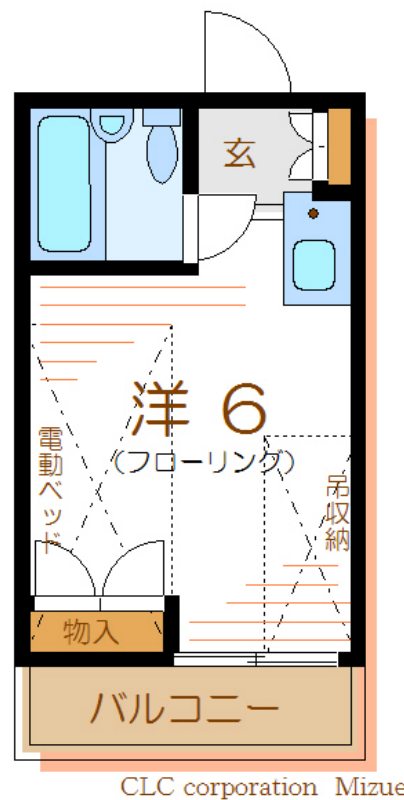 玄
洋 6
(フローリング)
電動ベッド
吊収納
物入
バルコニー
CLC corporation Mizue